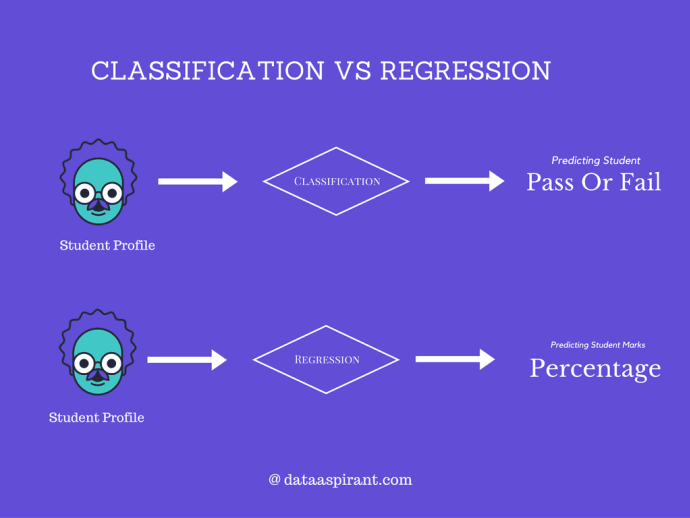 CLASSIFICATION VS REGRESSION
Student Profile
Classification
Predicting Student
Pass Or Fail
Student Profile
Regression
Predicting Student Marks
Percentage
@ dataaspirant.com